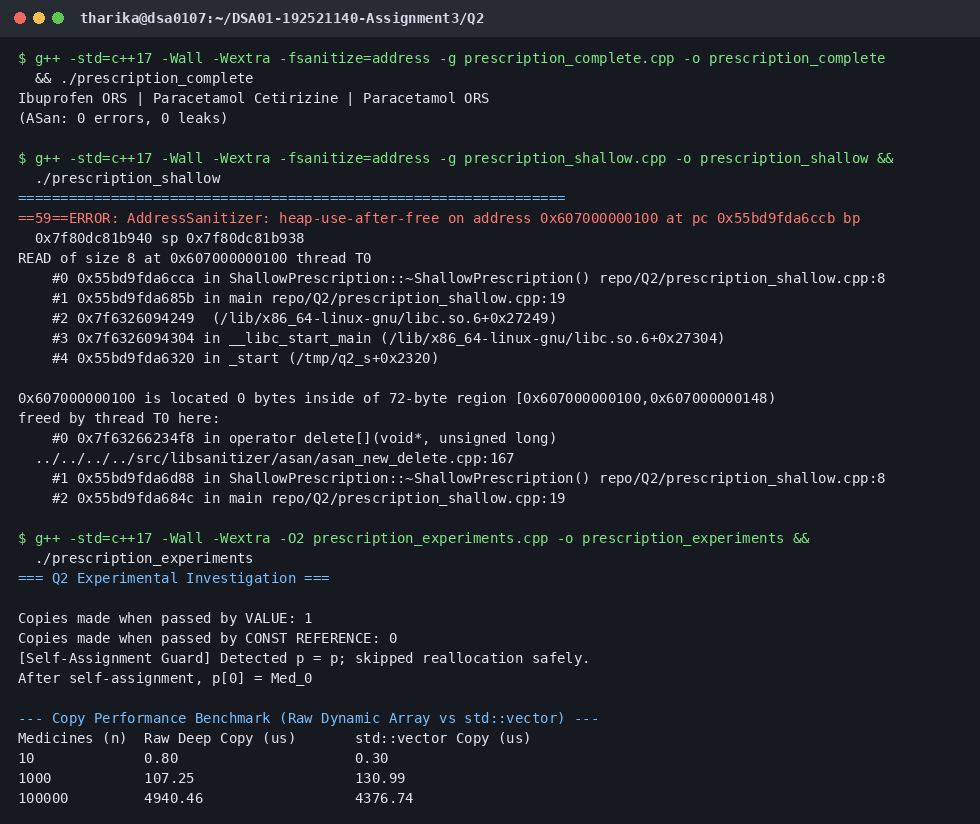 tharika@dsa0107:~/DSA01-192521140-Assignment3/Q2
$ g++ -std=c++17 -Wall -Wextra -fsanitize=address -g prescription_complete.cpp -o prescription_complete
  && ./prescription_complete
Ibuprofen ORS | Paracetamol Cetirizine | Paracetamol ORS
(ASan: 0 errors, 0 leaks)

$ g++ -std=c++17 -Wall -Wextra -fsanitize=address -g prescription_shallow.cpp -o prescription_shallow &&
  ./prescription_shallow
=================================================================
==59==ERROR: AddressSanitizer: heap-use-after-free on address 0x607000000100 at pc 0x55bd9fda6ccb bp
  0x7f80dc81b940 sp 0x7f80dc81b938
READ of size 8 at 0x607000000100 thread T0
    #0 0x55bd9fda6cca in ShallowPrescription::~ShallowPrescription() repo/Q2/prescription_shallow.cpp:8
    #1 0x55bd9fda685b in main repo/Q2/prescription_shallow.cpp:19
    #2 0x7f6326094249  (/lib/x86_64-linux-gnu/libc.so.6+0x27249)
    #3 0x7f6326094304 in __libc_start_main (/lib/x86_64-linux-gnu/libc.so.6+0x27304)
    #4 0x55bd9fda6320 in _start (/tmp/q2_s+0x2320)

0x607000000100 is located 0 bytes inside of 72-byte region [0x607000000100,0x607000000148)
freed by thread T0 here:
    #0 0x7f63266234f8 in operator delete[](void*, unsigned long)
  ../../../../src/libsanitizer/asan/asan_new_delete.cpp:167
    #1 0x55bd9fda6d88 in ShallowPrescription::~ShallowPrescription() repo/Q2/prescription_shallow.cpp:8
    #2 0x55bd9fda684c in main repo/Q2/prescription_shallow.cpp:19

$ g++ -std=c++17 -Wall -Wextra -O2 prescription_experiments.cpp -o prescription_experiments &&
  ./prescription_experiments
=== Q2 Experimental Investigation ===

Copies made when passed by VALUE: 1
Copies made when passed by CONST REFERENCE: 0
[Self-Assignment Guard] Detected p = p; skipped reallocation safely.
After self-assignment, p[0] = Med_0

--- Copy Performance Benchmark (Raw Dynamic Array vs std::vector) ---
Medicines (n)  Raw Deep Copy (us)       std::vector Copy (us)
10             0.80                     0.30
1000           107.25                   130.99
100000         4940.46                  4376.74